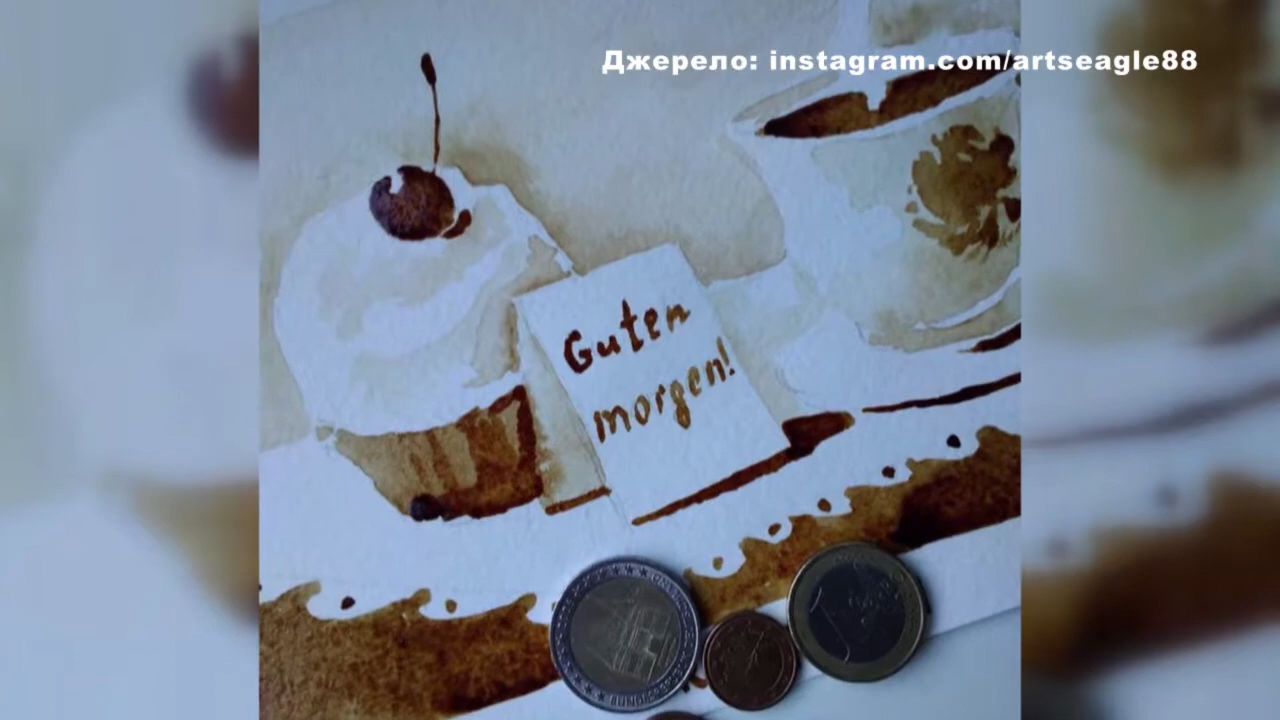 Джерело: instagram.com/artseagle88
Guten
morgen!